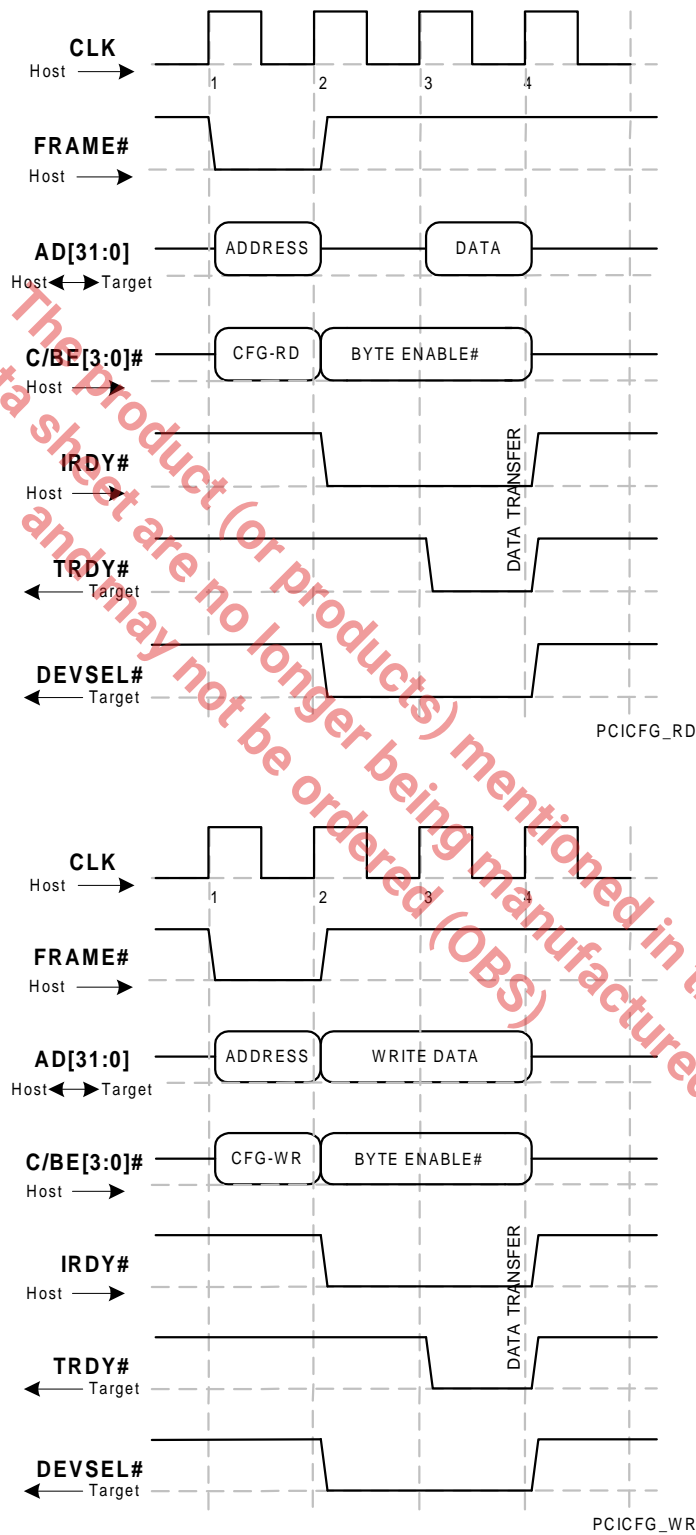 CLK
Host
1 2 3 4
FRAME#
Host
AD[31:0]
ADDRESS DATA
Host Target
C/BE[3:0]#
CFG-RD BYTE ENABLE#
Host
IRDY#
Host
DATA TRANSFER
TRDY#
Target
DEVSEL#
Target
PCICFG_RD
The product (or products) mentioned in
ta sheet are no longer being manufactured
and may not be ordered (OBS)
CLK
Host
1 2 3 4
FRAME#
Host
AD[31:0]
ADDRESS WRITE DATA
Host Target
C/BE[3:0]#
CFG-WR BYTE ENABLE#
Host
IRDY#
Host
DATA TRANSFER
TRDY#
Target
DEVSEL#
Target
PCICFG_WR